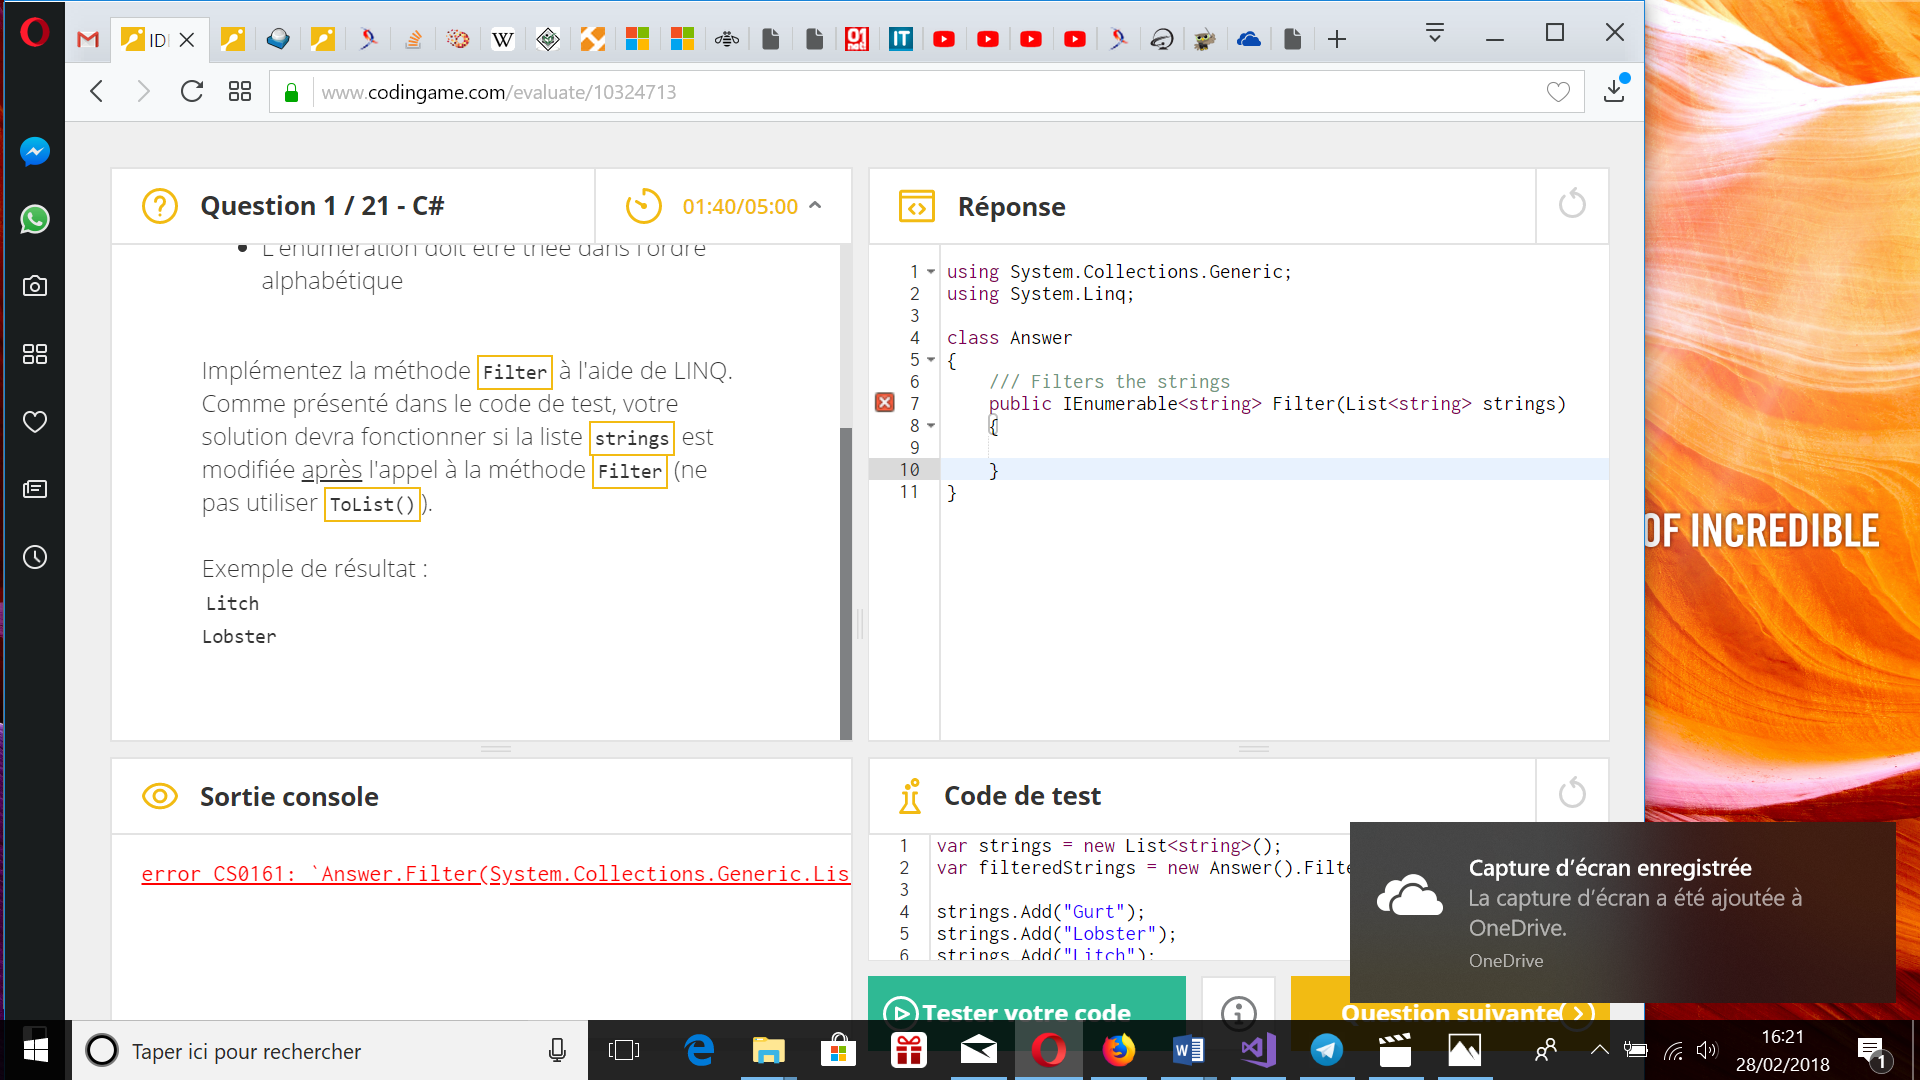 ID
W
01
net
IT
www.codingame.com/evaluate/10324713
Question 1 / 21 - C#
01:40/05:00
L'énumération doit être triée dans l'ordre
alphabétique
Implémentez la méthode Filter à l'aide de LINQ.
Comme présenté dans le code de test, votre
solution devra fonctionner si la liste strings est
modifiée après l'appel à la méthode Filter (ne
pas utiliser ToList()).
Exemple de résultat :
Litch
Lobster
Réponse
1 using System.Collections.Generic;
2 using System.Linq;
3
4 class Answer
5 {
6 /// Filters the strings
7 public IEnumerable<string> Filter(List<string> strings)
8 {
9
10 }
11 }
Sortie console
error CS0161: `Answer.Filter(System.Collections.Generic.Lis
Code de test
1 var strings = new List<string>();
2 var filteredStrings = new Answer().Filte
3
4 strings.Add("Gurt");
5 strings.Add("Lobster");
6 strings.Add("Litch");
Tester votre code
Question suivante
Capture d'écran enregistrée
La capture d'écran a été ajoutée à
OneDrive.
OneDrive
OF INCREDIBLE
Taper ici pour rechercher
16:21
28/02/2018
1